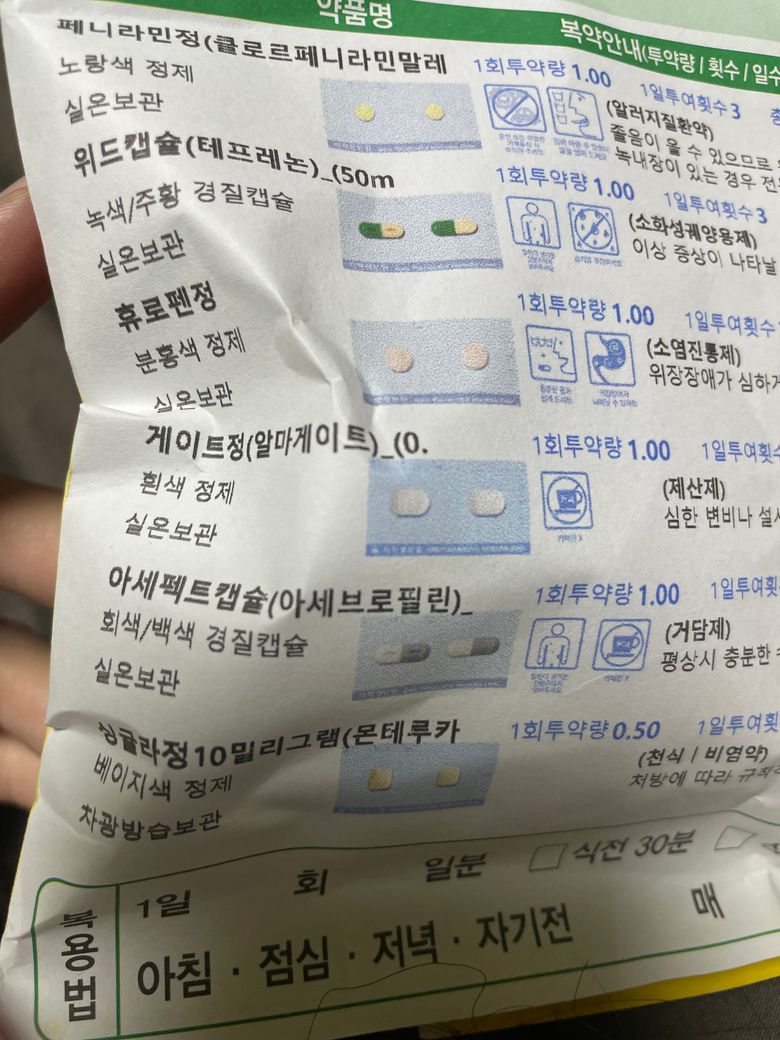 약품명
복약안내(투약량 / 횟수 / 일수
페니라민정(클로르페니라민말레
1회투약량 1.00 1일투여횟수 3
노랑색 정제
실온보관
(알러지질환약)
졸음이 올 수 있으므로
녹내장이 있는 경우 전
위드캡슐(테프레논)_(50m
1회투약량 1.00 1일투여횟수 3
녹색/주황 경질캡슐
실온보관
(소화성궤양용제)
이상 증상이 나타날
휴로펜정
1회투약량 1.00 1일투여횟수
분홍색 정제
실온보관
(소염진통제)
위장장애가 심하거
게이트정(알마게이트)_(0.
1회투약량 1.00 1일투여횟수
흰색 정제
실온보관
(제산제)
심한 변비나 설사
카페인 X
아세펙트캡슐(아세브로필린)_
1회투약량 1.00 1일투여횟
회색/백색 경질캡슐
실온보관
(거담제)
평상시 충분한
카페인 X
싱귤라정10밀리그램(몬테루카
1회투약량 0.50 1일투여횟
베이지색 정제
차광방습보관
(천식 / 비염약)
처방에 따라 규칙
복용법
1일 회 일분 식전 30분
아침 · 점심 · 저녁 · 자기전 매